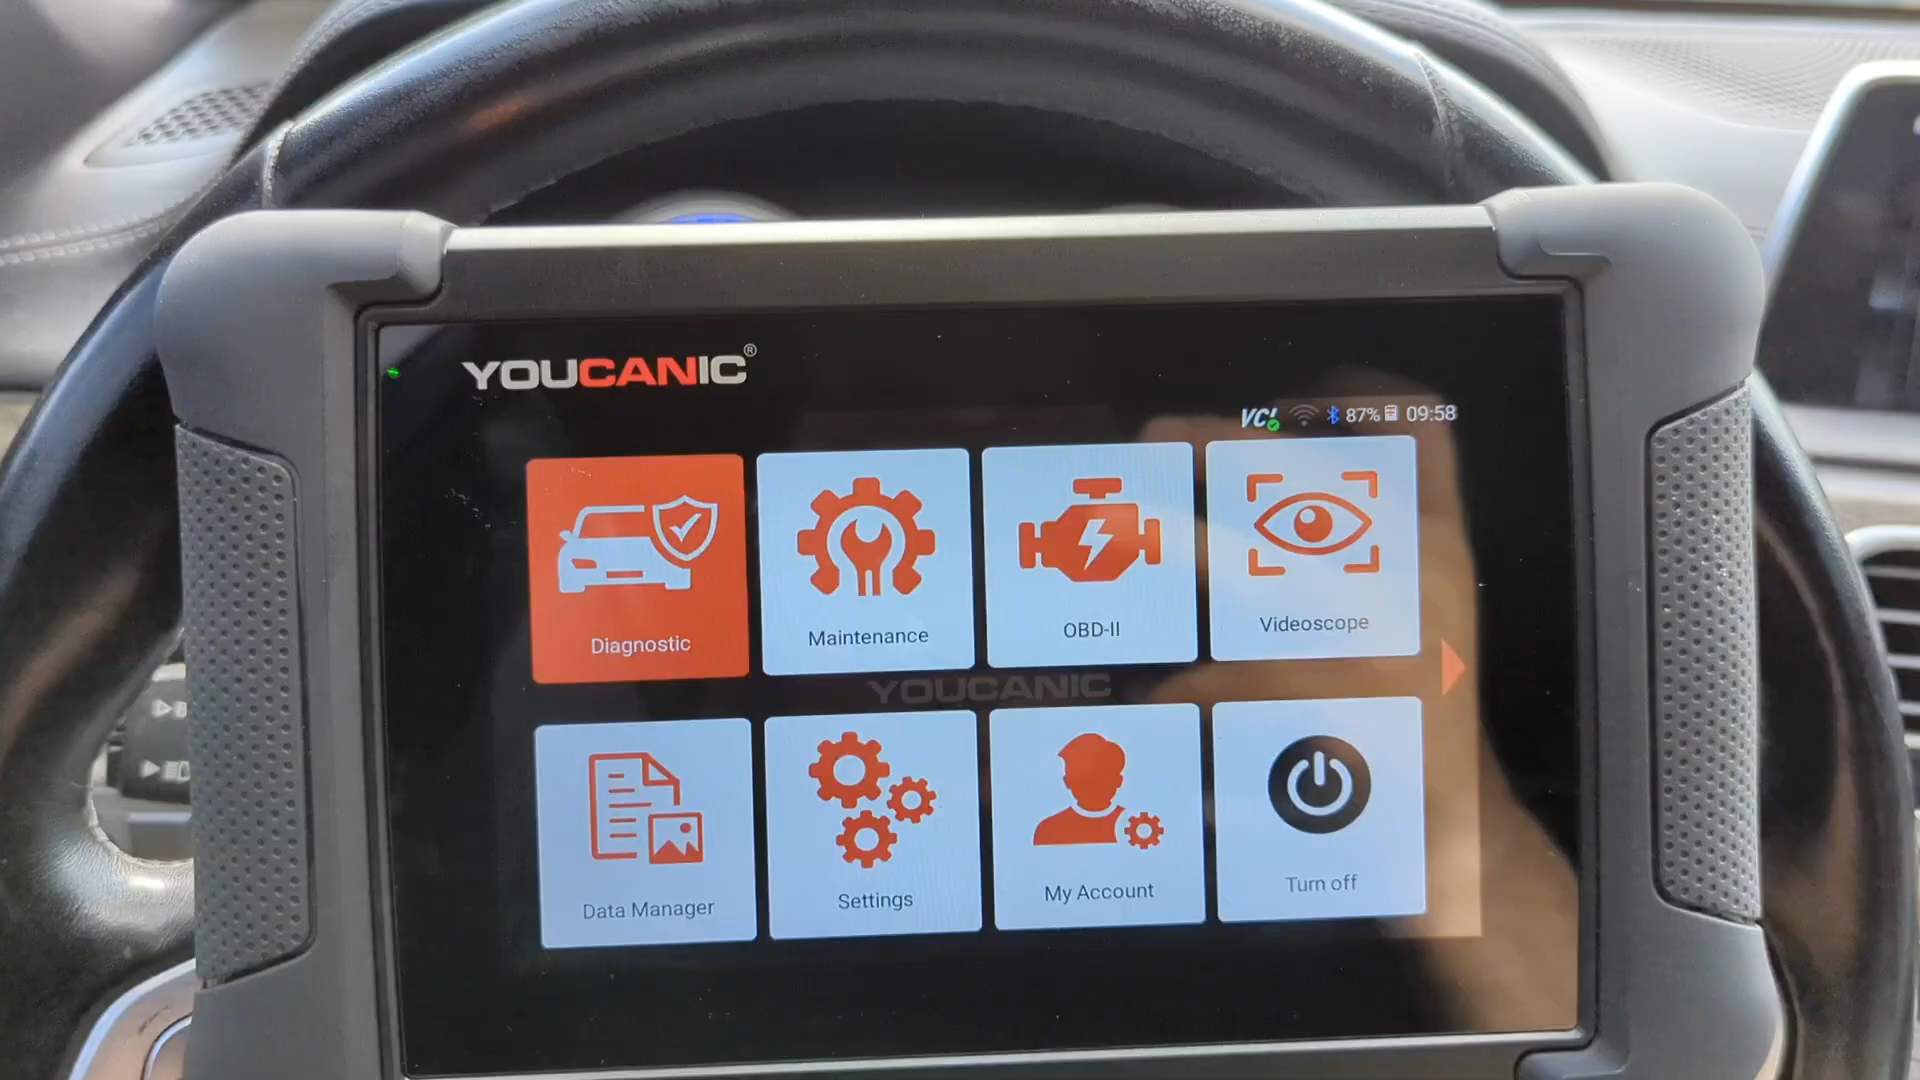 YOUCANIC®
VCI 87% 09:58
Diagnostic
Maintenance
OBD-II
Videoscope
YOUCANIC
Data Manager
Settings
My Account
Turn off